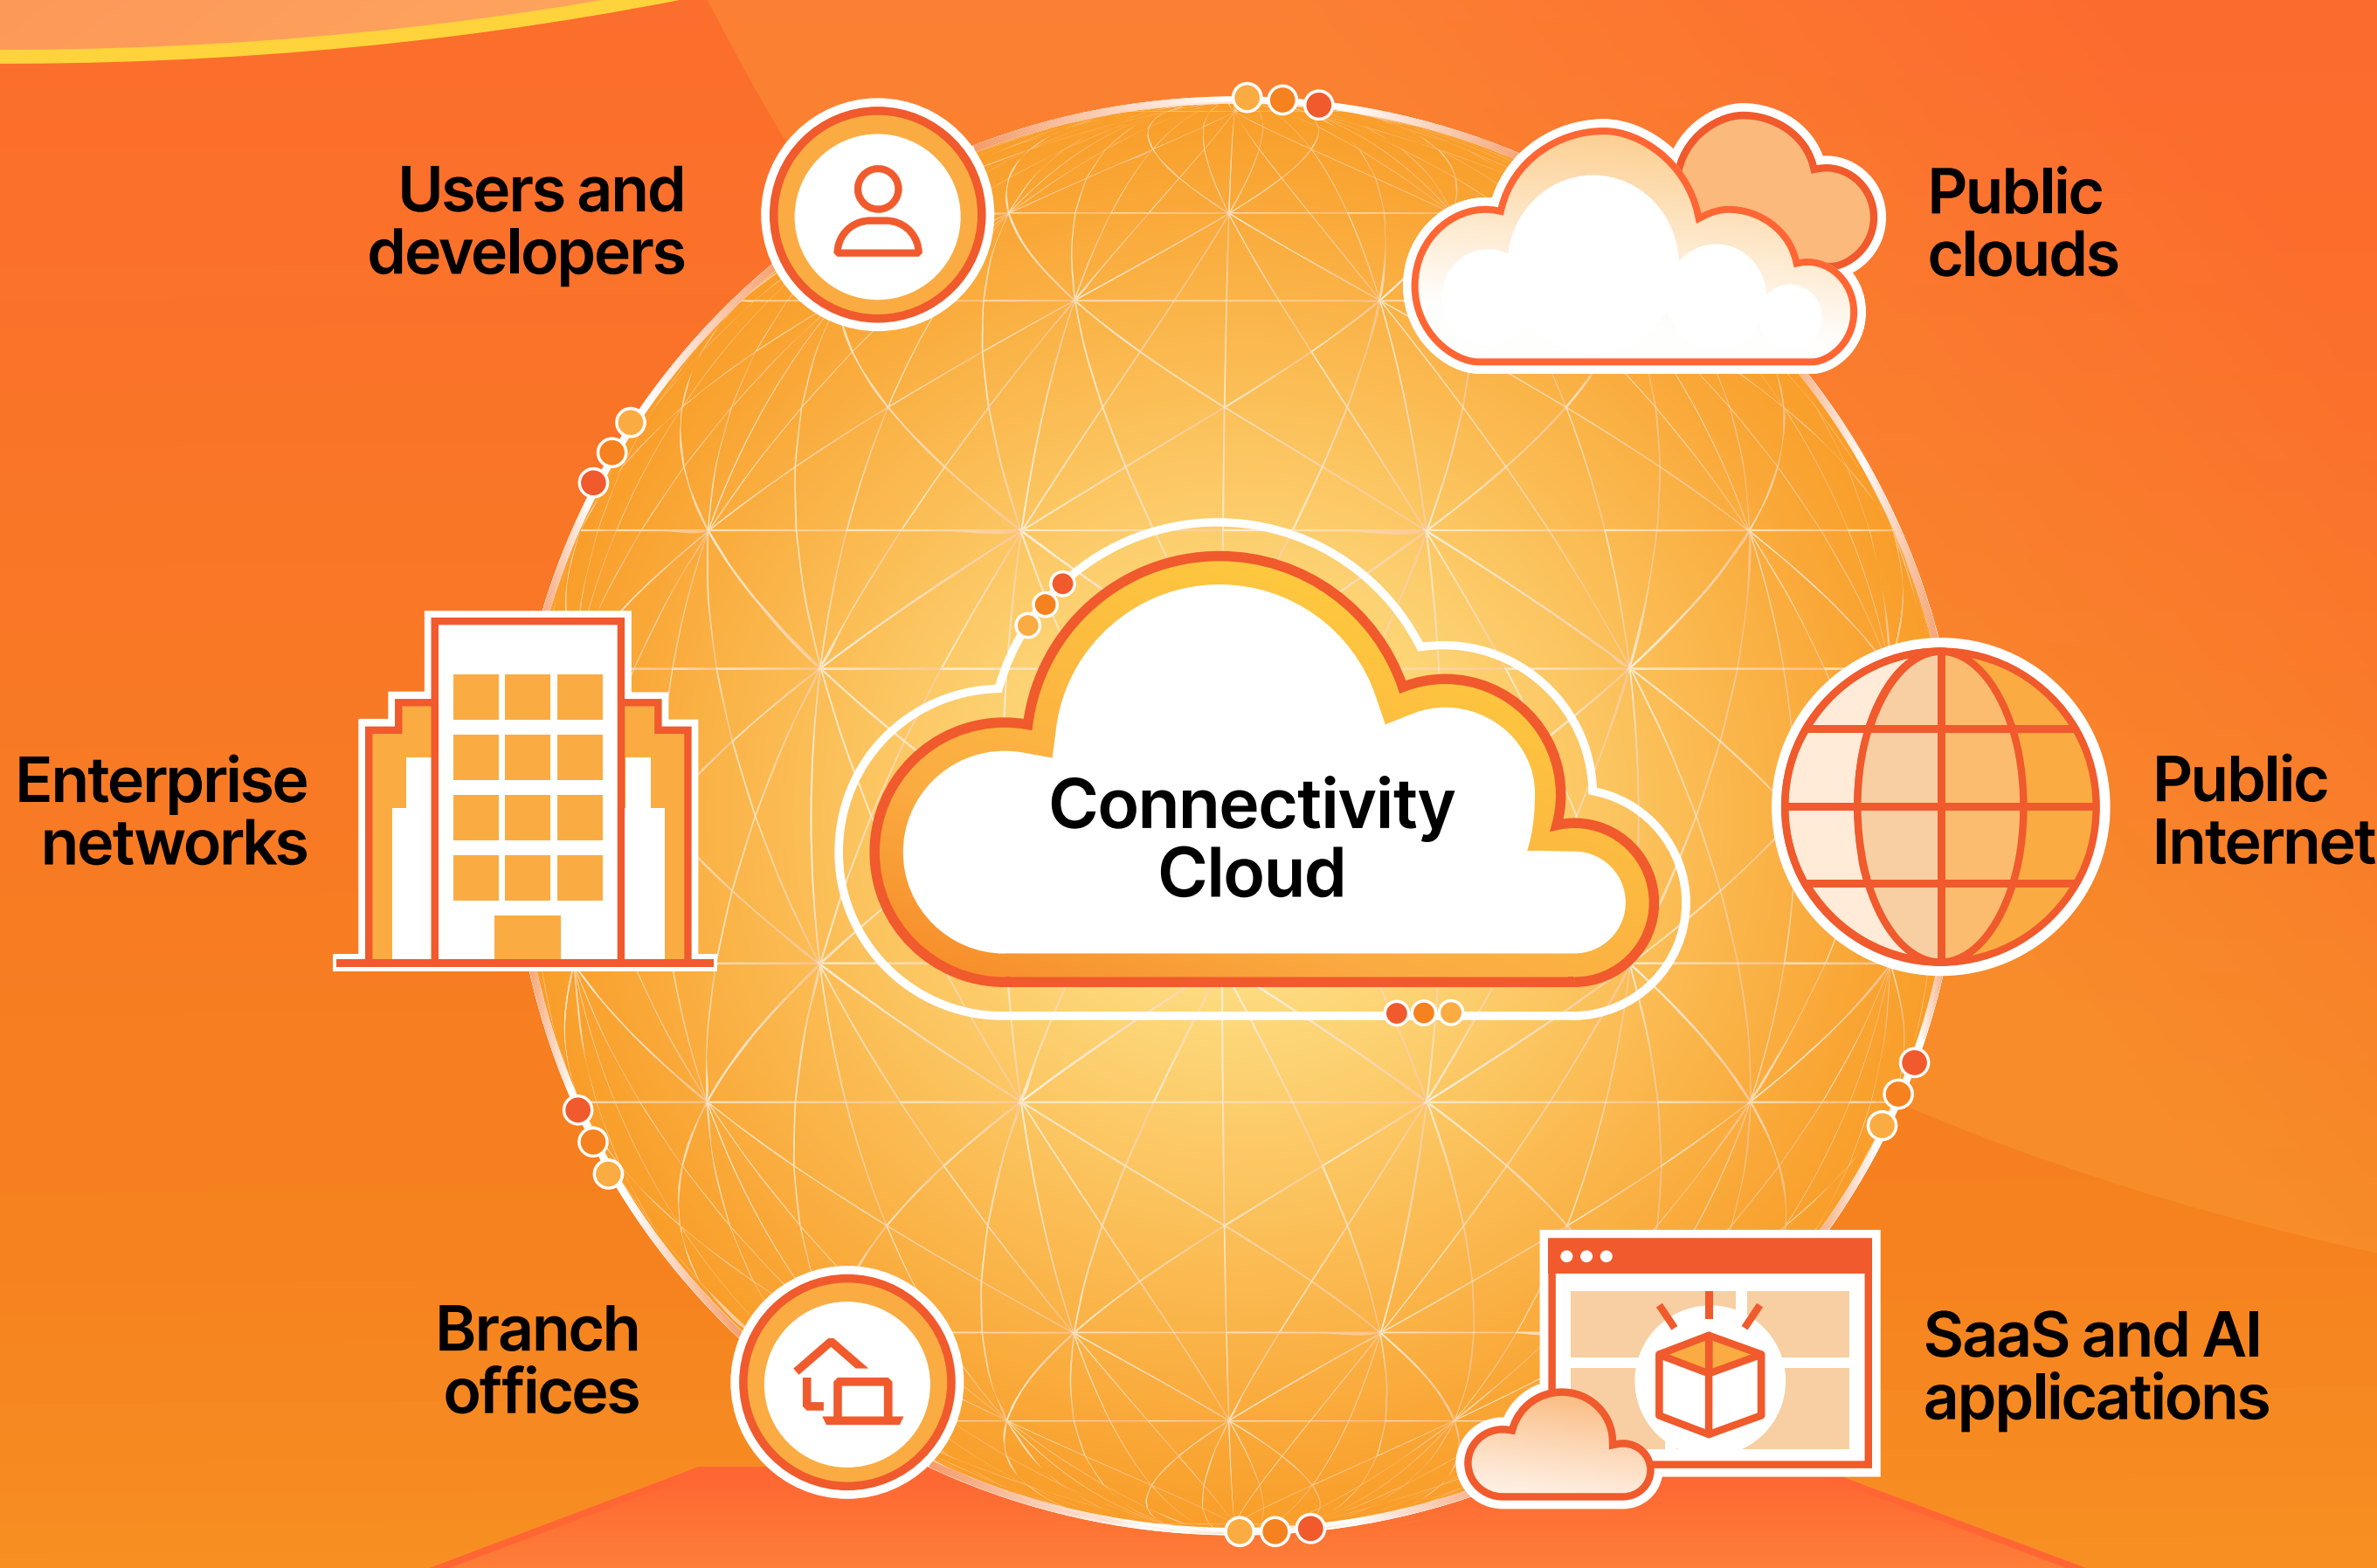 Users and
developers
Public
clouds
Enterprise
networks
Connectivity
Cloud
Public
Internet
Branch
offices
SaaS and AI
applications